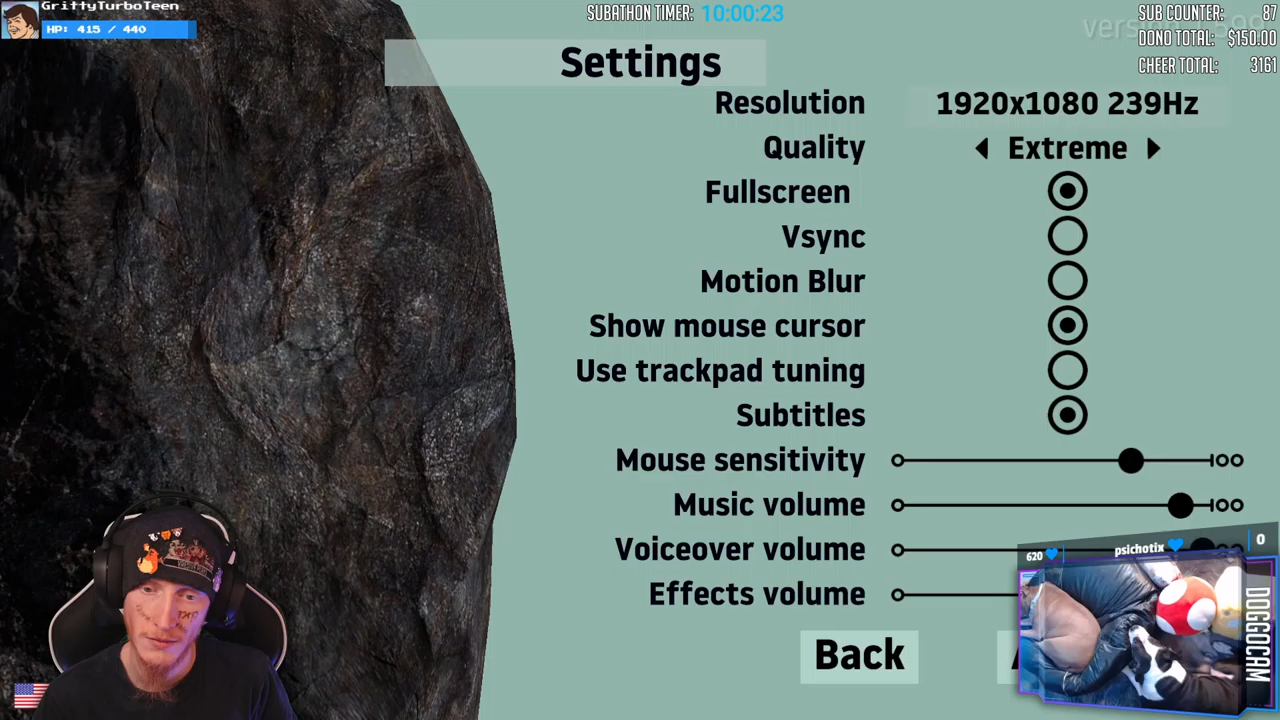 GrittyTurboTeen
HP: 415 / 440
SUBATHON TIMER: 10:00:23
SUB COUNTER: 87
DONO TOTAL: $150.00
CHEER TOTAL: 3161
Settings
Resolution 1920x1080 239Hz
Quality Extreme
Fullscreen
Vsync
Motion Blur
Show mouse cursor
Use trackpad tuning
Subtitles
Mouse sensitivity
Music volume
Voiceover volume
Effects volume
Back
620 psichotix 0
DOGGOCAM